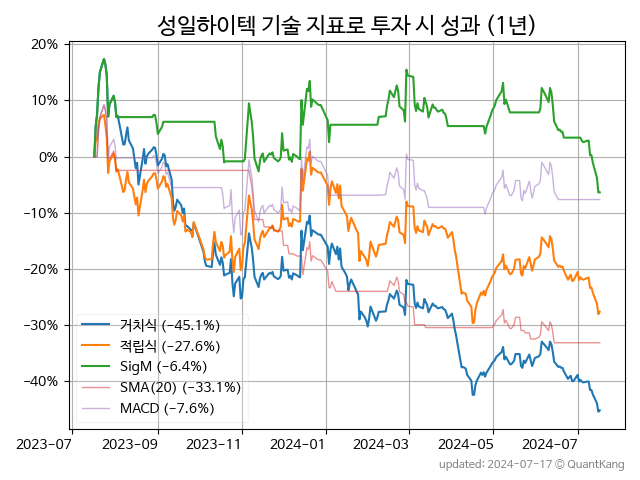 성일하이텍 기술 지표로 투자 시 성과 (1년)
20%
10%
0%
−10%
−20%
−30%
−40%
거치식 (−45.1%)
적립식 (−27.6%)
SigM (−6.4%)
SMA(20) (−33.1%)
MACD (−7.6%)
2023-07 2023-09 2023-11 2024-01 2024-03 2024-05 2024-07
updated: 2024-07-17 © QuantKang